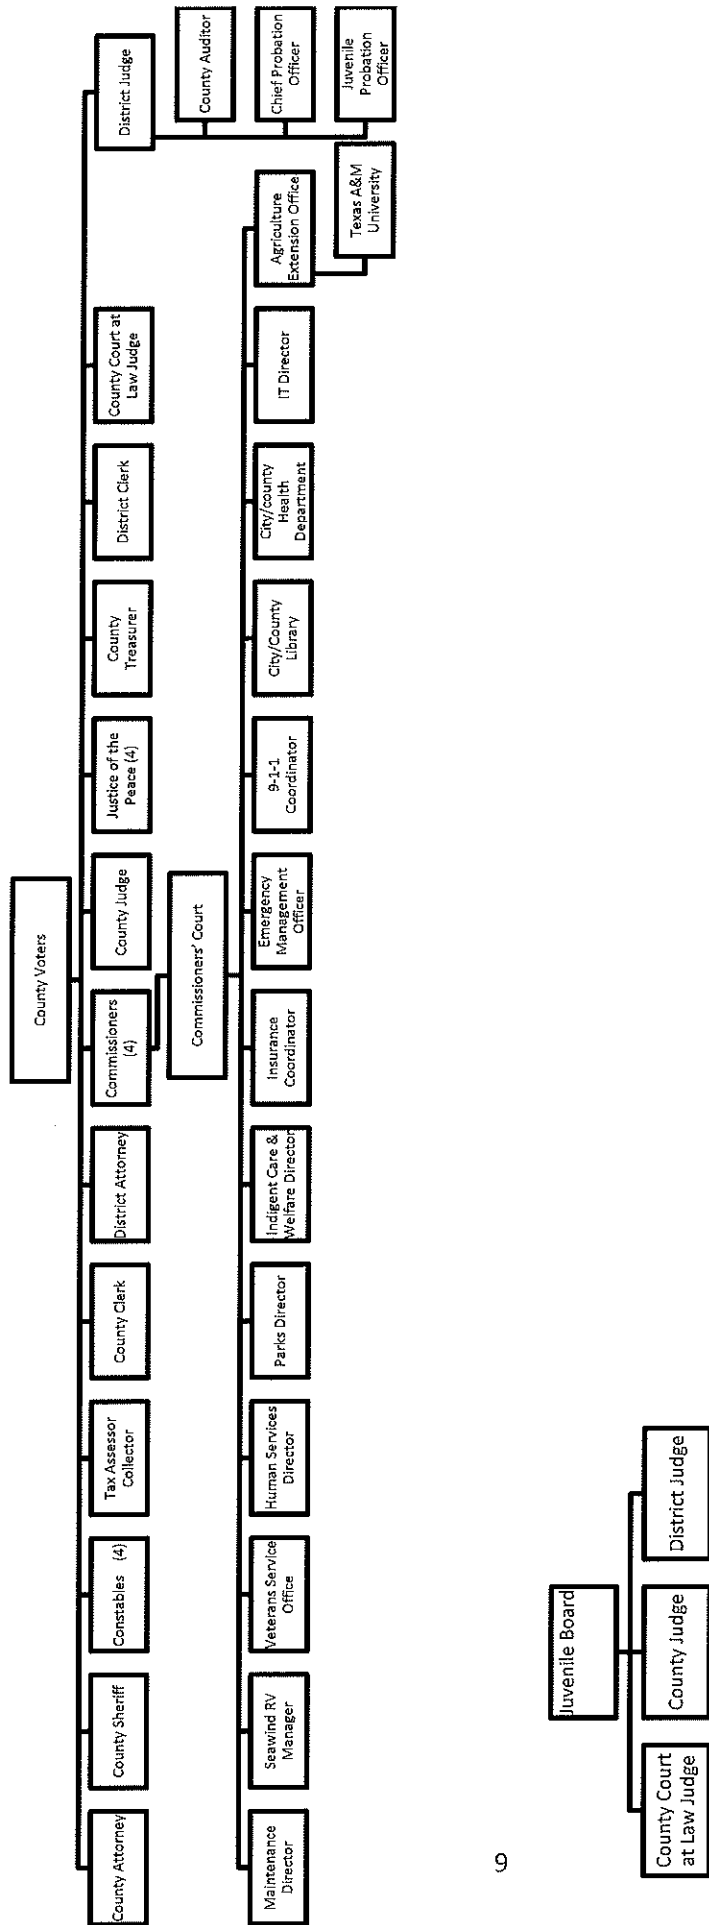 County Voters
County Attorney
County Sheriff
Constables (4)
Tax Assessor
Collector
County Clerk
District Attorney
Commissioners
(4)
County Judge
Justice of the
Peace (4)
County
Treasurer
District Clerk
County Court at
Law Judge
District Judge
County Auditor
Chief Probation
Officer
Juvenile
Probation
Officer
Commissioners' Court
Maintenance
Director
Seawind RV
Manager
Veterans Service
Office
Human Services
Director
Parks Director
Indigent Care &
Welfare Director
Insurance
Coordinator
Emergency
Management
Officer
9-1-1
Coordinator
City/County
Library
City/county
Health
Department
IT Director
Agriculture
Extension Office
Texas A&M
University
Juvenile Board
County Court
at Law Judge
County Judge
District Judge
9